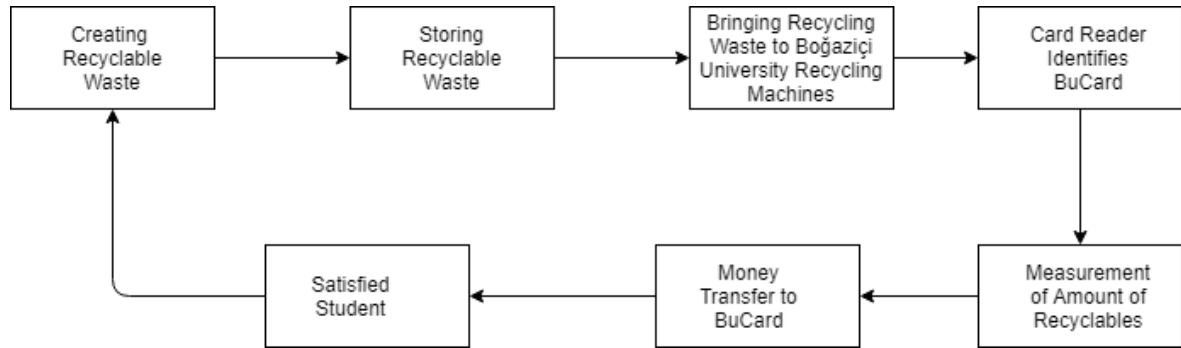 Creating
Recyclable
Waste
Storing
Recyclable
Waste
Bringing Recycling
Waste to Boğaziçi
University Recycling
Machines
Card Reader
Identifies
BuCard
Measurement
of Amount of
Recyclables
Money
Transfer to
BuCard
Satisfied
Student